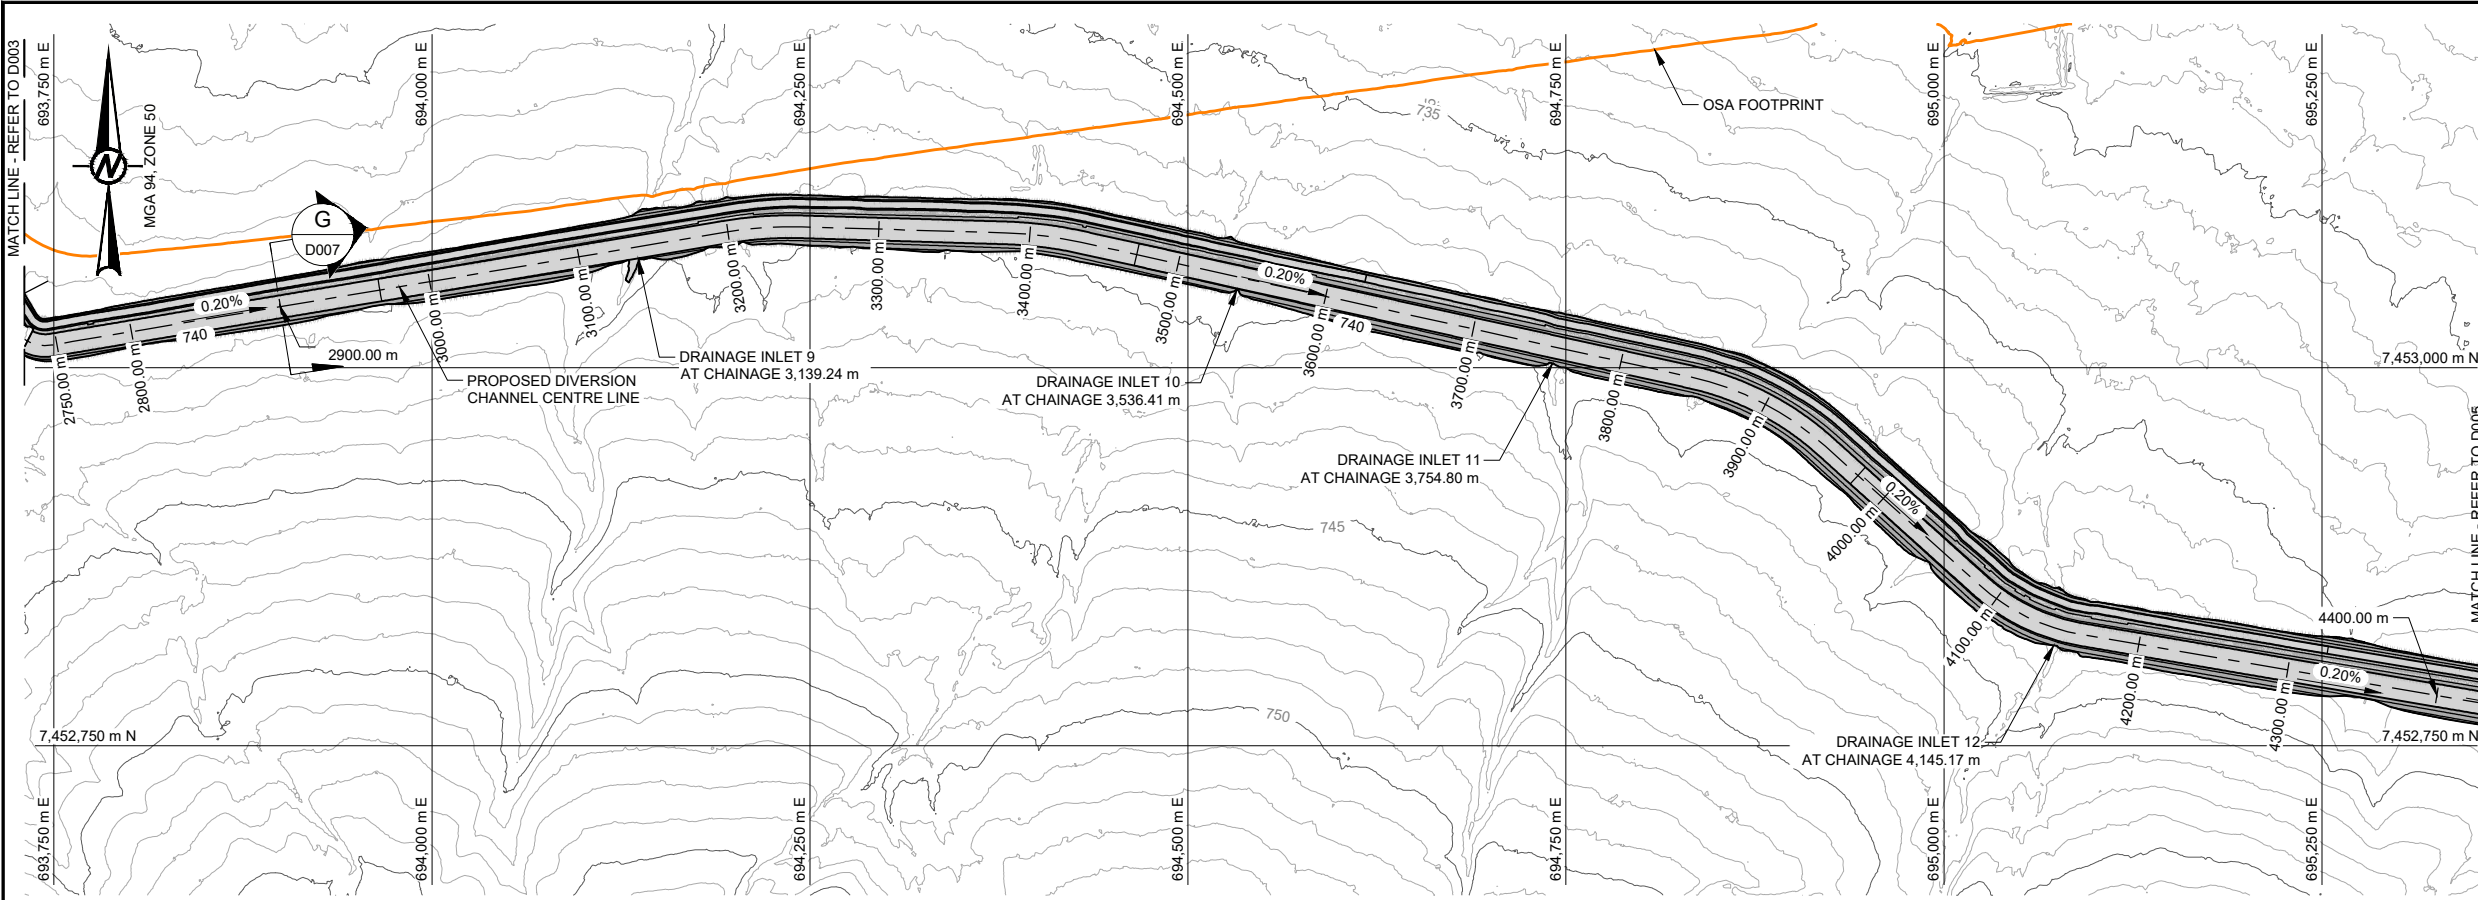 MATCH LINE - REFER TO D003
693,750 m E
694,000 m E
694,250 m E
694,500 m E
694,750 m E
695,000 m E
695,250 m E
N
MGA 94, ZONE 50
735
OSA FOOTPRINT
G
D007
0.20%
740
2900.00 m
2750.00 m
2800.00 m
3000.00 m
3100.00 m
3200.00 m
3300.00 m
3400.00 m
3500.00 m
0.20%
740
3600.00 m
3700.00 m
3800.00 m
3900.00 m
4000.00 m
0.20%
4100.00 m
4200.00 m
4300.00 m
0.20%
4400.00 m
PROPOSED DIVERSION
CHANNEL CENTRE LINE
DRAINAGE INLET 9
AT CHAINAGE 3,139.24 m
DRAINAGE INLET 10
AT CHAINAGE 3,536.41 m
DRAINAGE INLET 11
AT CHAINAGE 3,754.80 m
DRAINAGE INLET 12
AT CHAINAGE 4,145.17 m
7,453,000 m N
745
750
7,452,750 m N
7,452,750 m N
MATCH LINE - REFER TO D005
693,750 m E
694,000 m E
694,250 m E
694,500 m E
694,750 m E
695,000 m E
695,250 m E